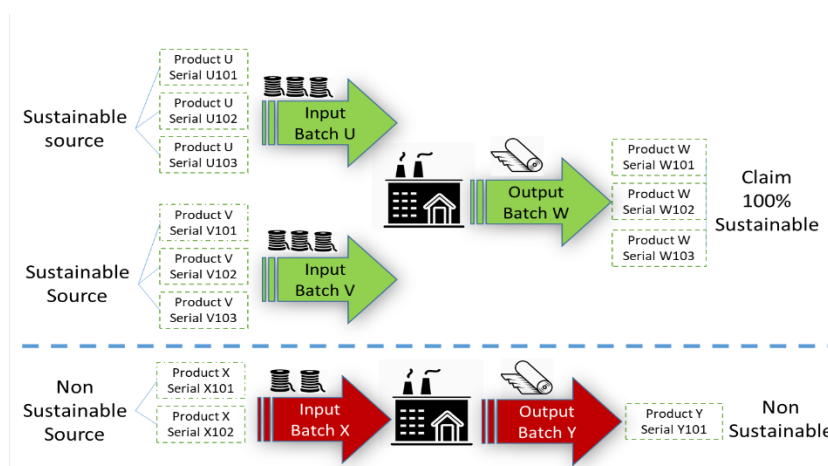 Sustainable
source
Product U
Serial U101
Product U
Serial U102
Product U
Serial U103
Input
Batch U
Sustainable
Source
Product V
Serial V101
Product V
Serial V102
Product V
Serial V103
Input
Batch V
Output
Batch W
Product W
Serial W101
Product W
Serial W102
Product W
Serial W103
Claim
100%
Sustainable
Non
Sustainable
Source
Product X
Serial X101
Product X
Serial X102
Input
Batch X
Output
Batch Y
Product Y
Serial Y101
Non
Sustainable